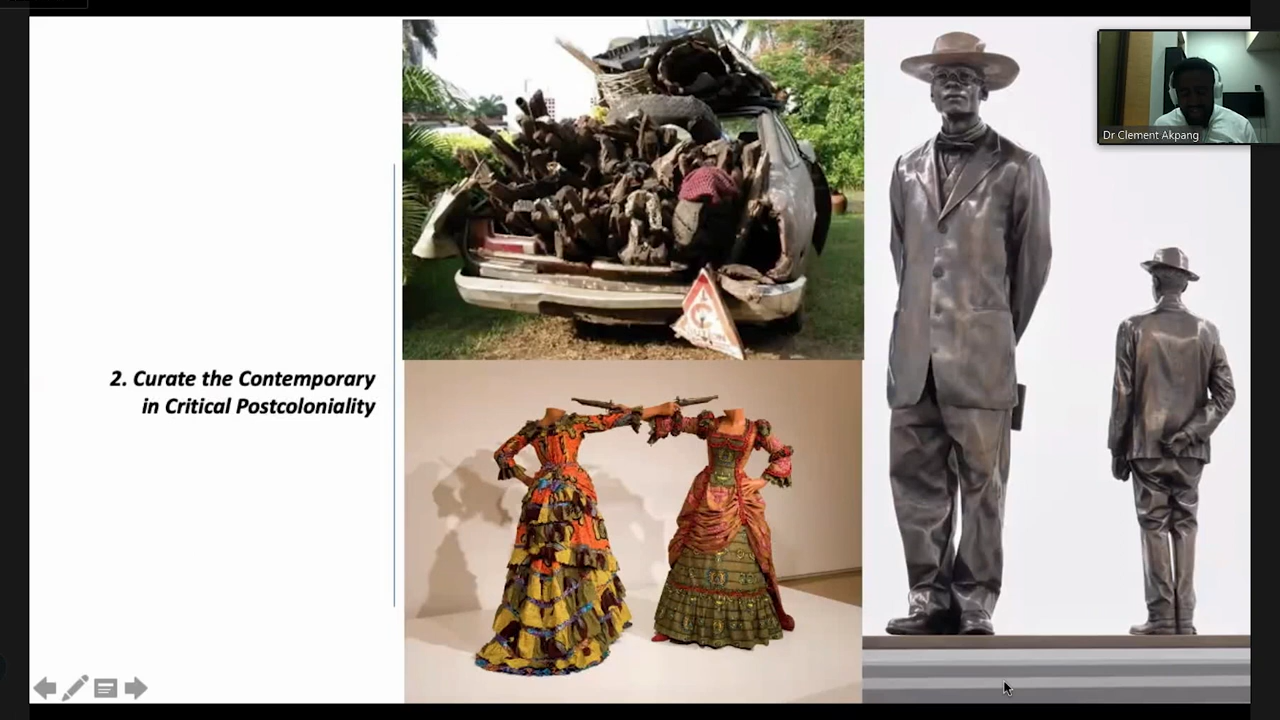 2. Curate the Contemporary
in Critical Postcoloniality
Dr Clement Akpang